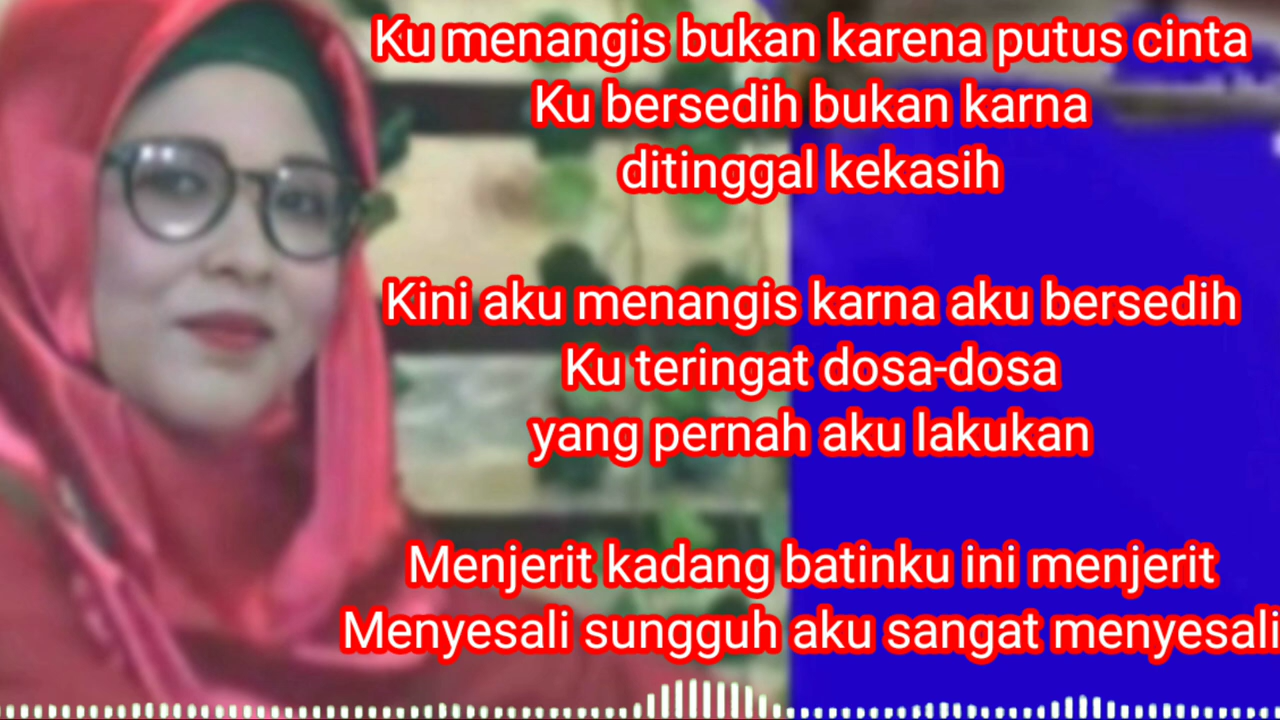 Ku menangis bukan karena putus cinta
Ku bersedih bukan karna
ditinggal kekasih
Kini aku menangis karna aku bersedih
Ku teringat dosa-dosa
yang pernah aku lakukan
Menjerit kadang batinku ini menjerit
Menyesali sungguh aku sangat menyesali